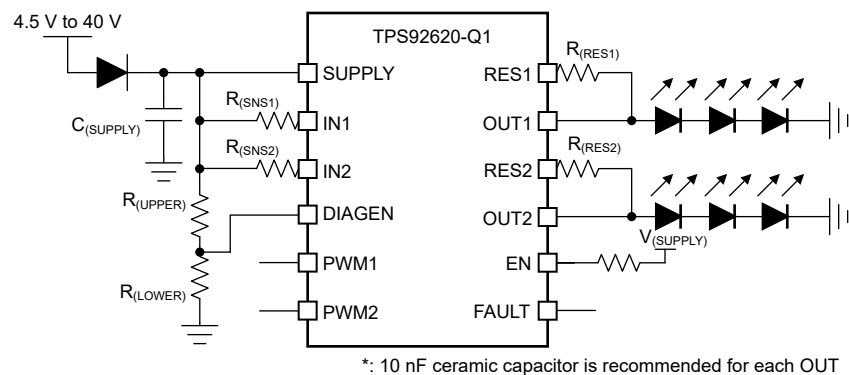 4.5 V to 40 V
TPS92620-Q1
R(RES1)
SUPPLY
RES1
C(SUPPLY)
R(SNS1)
IN1
OUT1
R(SNS2)
R(RES2)
IN2
RES2
R(UPPER)
DIAGEN
OUT2
V(SUPPLY)
PWM1
EN
R(LOWER)
PWM2
FAULT
*: 10 nF ceramic capacitor is recommended for each OUT